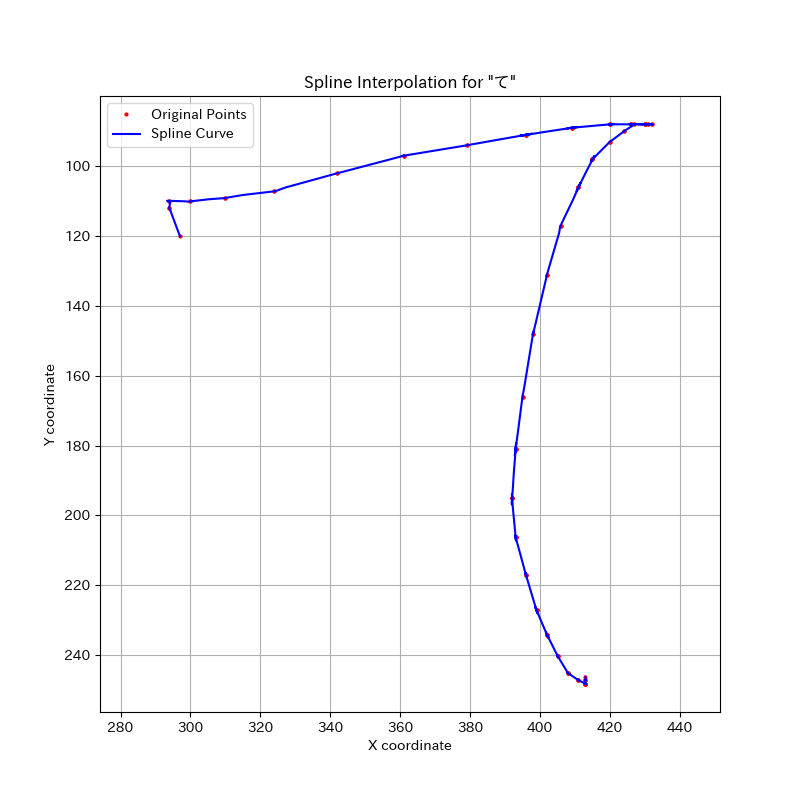 Spline Interpolation for "て"
Original Points
Spline Curve
Y coordinate
100
120
140
160
180
200
220
240
280 300 320 340 360 380 400 420 440
X coordinate